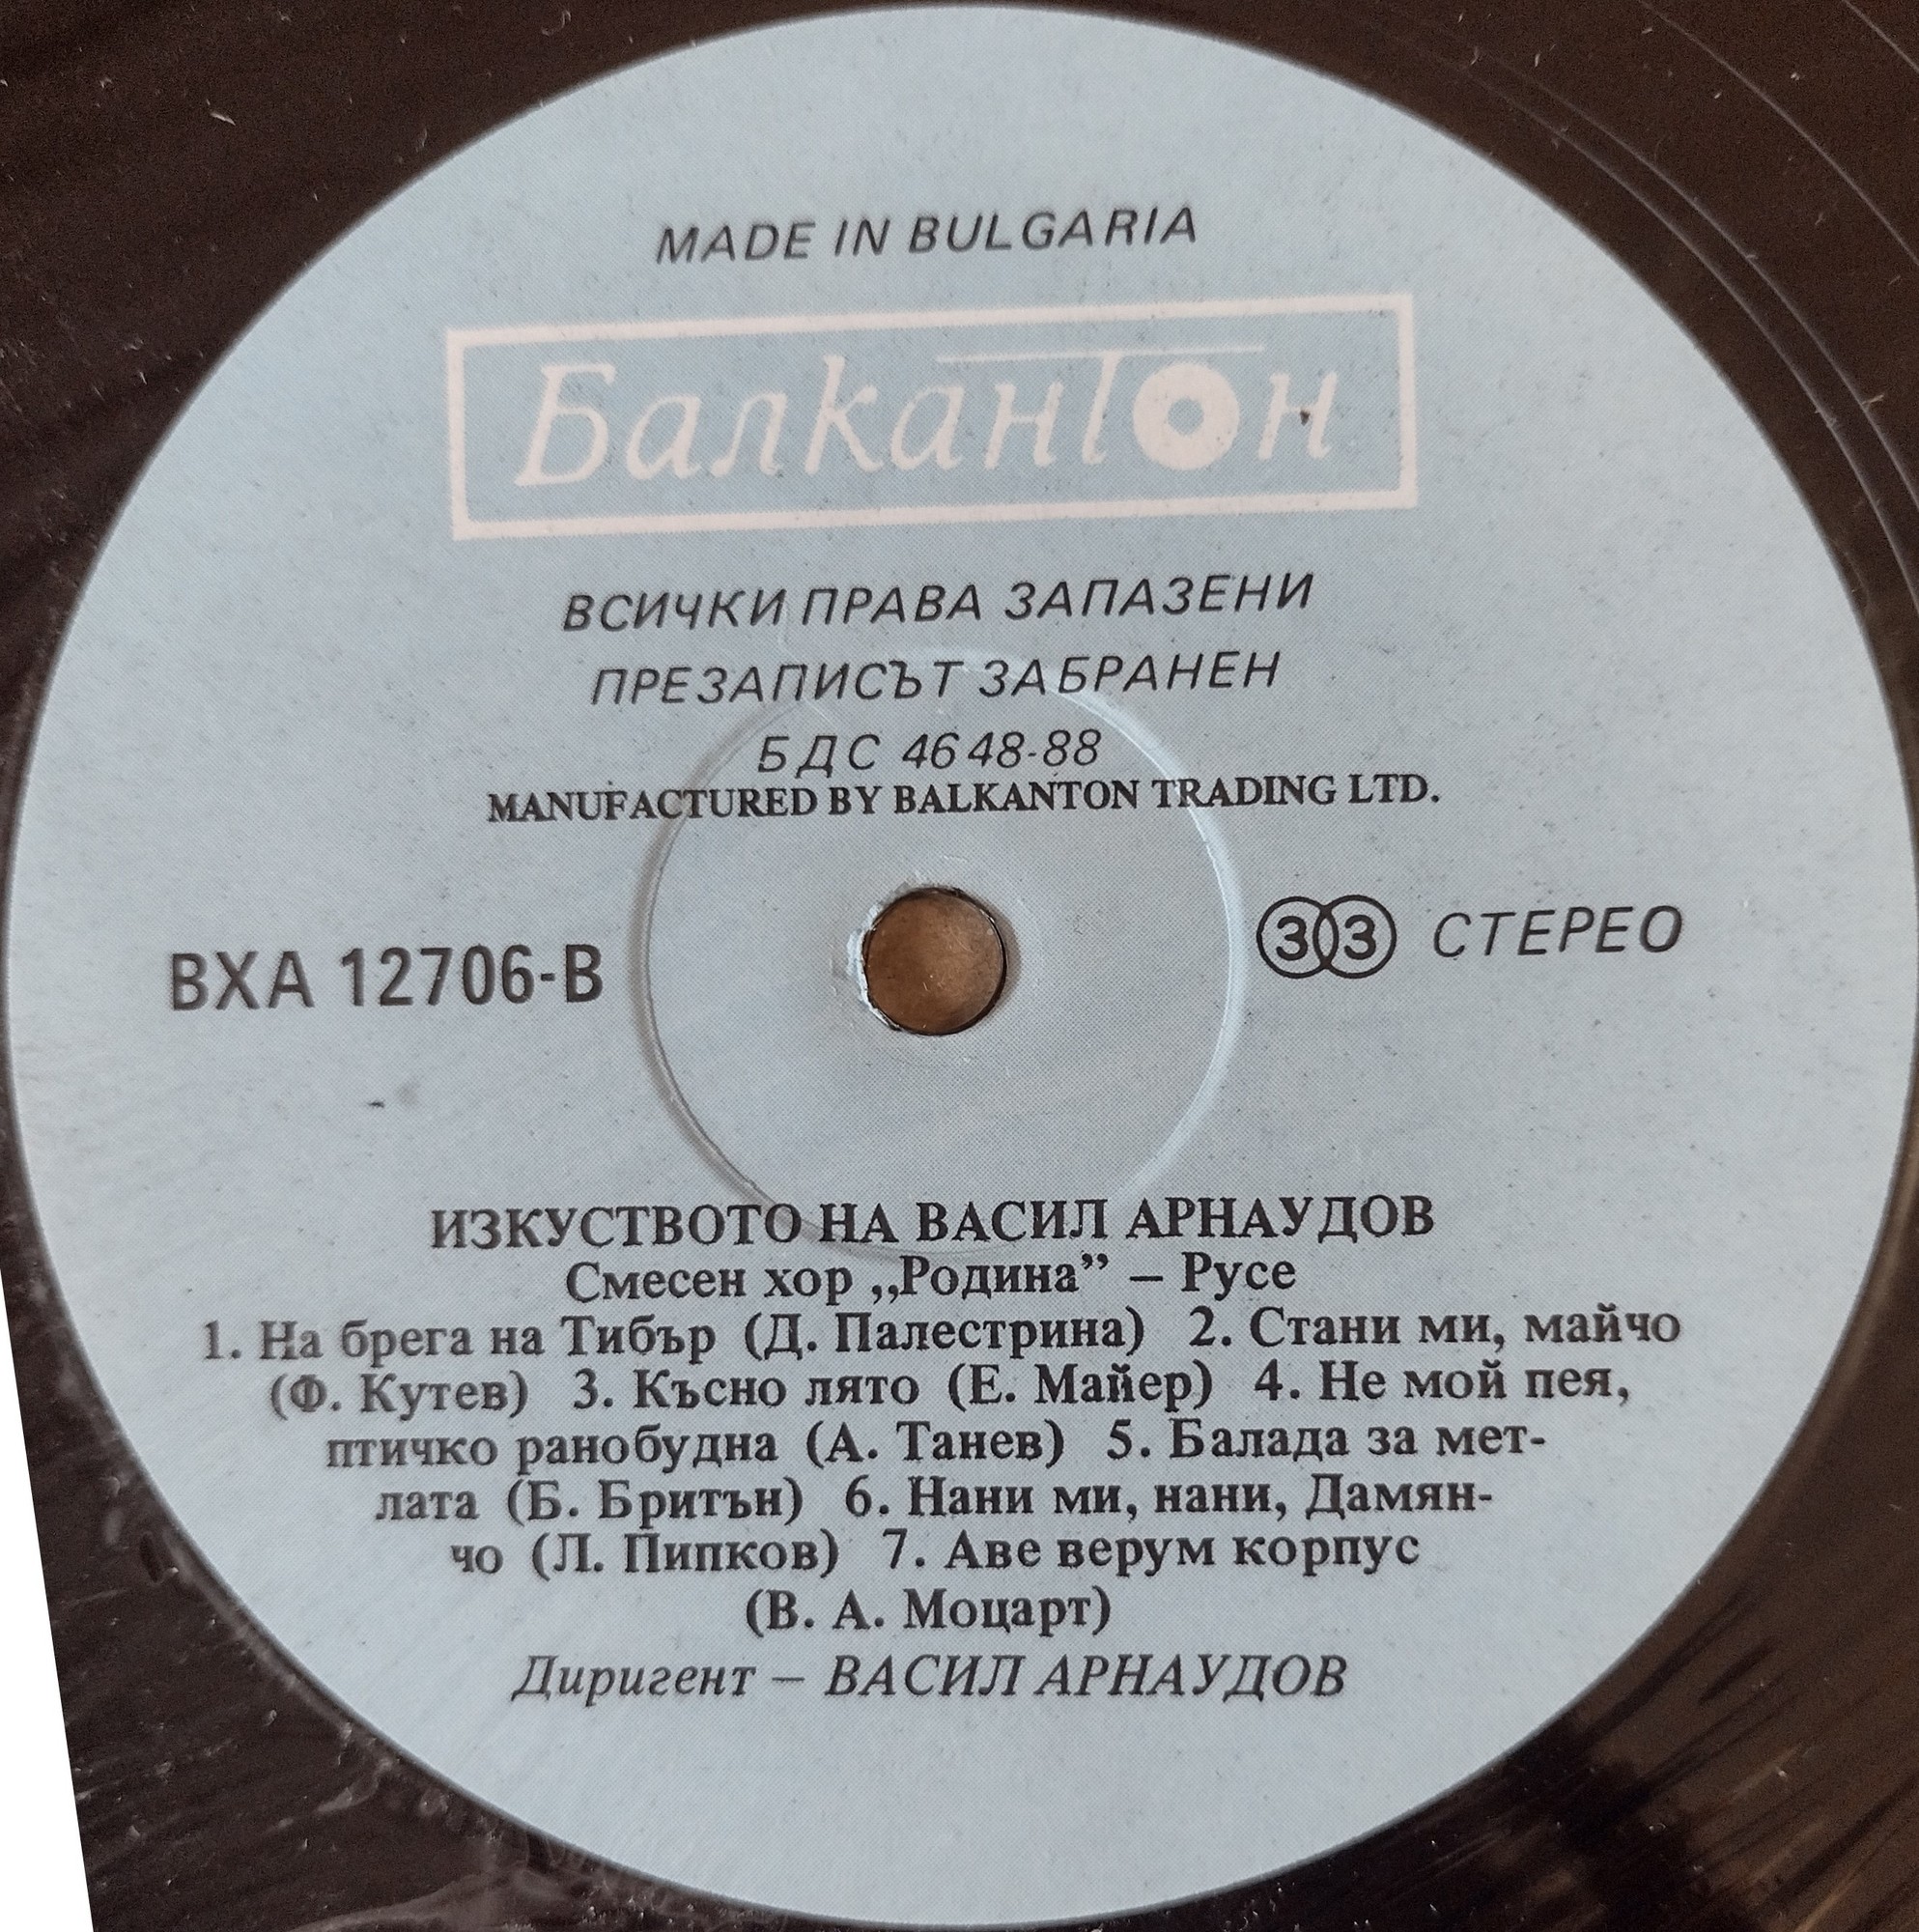 MADE IN BULGARIA
Балкантон
ВСИЧКИ ПРАВА ЗАПАЗЕНИ
ПРЕЗАПИСЪТ ЗАБРАНЕН
БДС 4648-88
MANUFACTURED BY BALKANTON TRADING LTD.
ВХА 12706-В
33 СТЕРЕО
ИЗКУСТВОТО НА ВАСИЛ АРНАУДОВ
Смесен хор „Родина” – Русе
1. На брега на Тибър (Д. Палестрина) 2. Стани ми, майчо
(Ф. Кутев) 3. Късно лято (Е. Майер) 4. Не мой пея,
птичко ранобудна (А. Танев) 5. Балада за мет-
лата (Б. Бритън) 6. Нани ми, нани, Дамян-
чо (Л. Пипков) 7. Аве верум корпус
(В. А. Моцарт)
Диригент – ВАСИЛ АРНАУДОВ